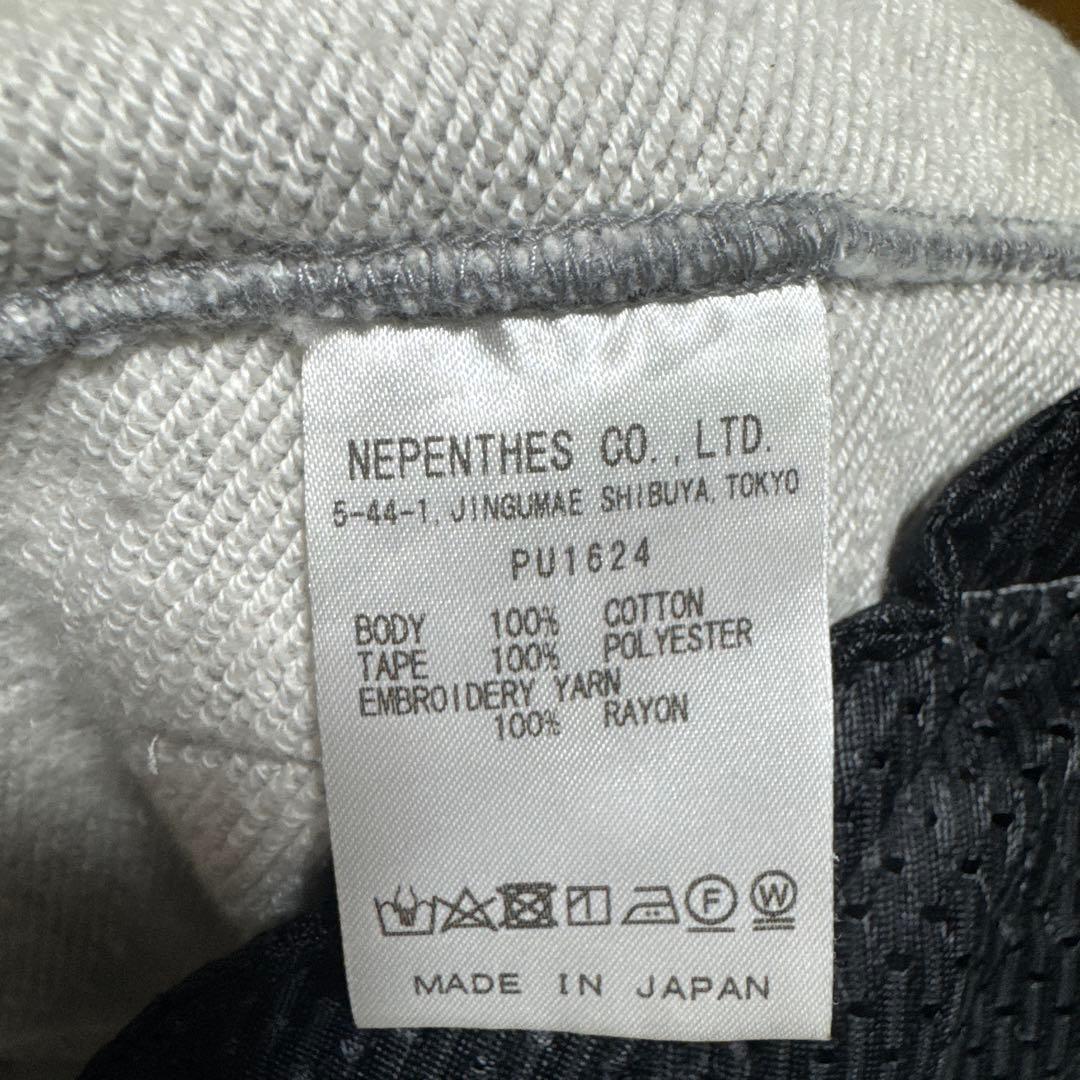 NEPENTHES CO., LTD.
5-44-1, JINGUMAE SHIBUYA, TOKYO
PU1624
BODY 100% COTTON
TAPE 100% POLYESTER
EMBROIDERY YARN
100% RAYON
F W
MADE IN JAPAN